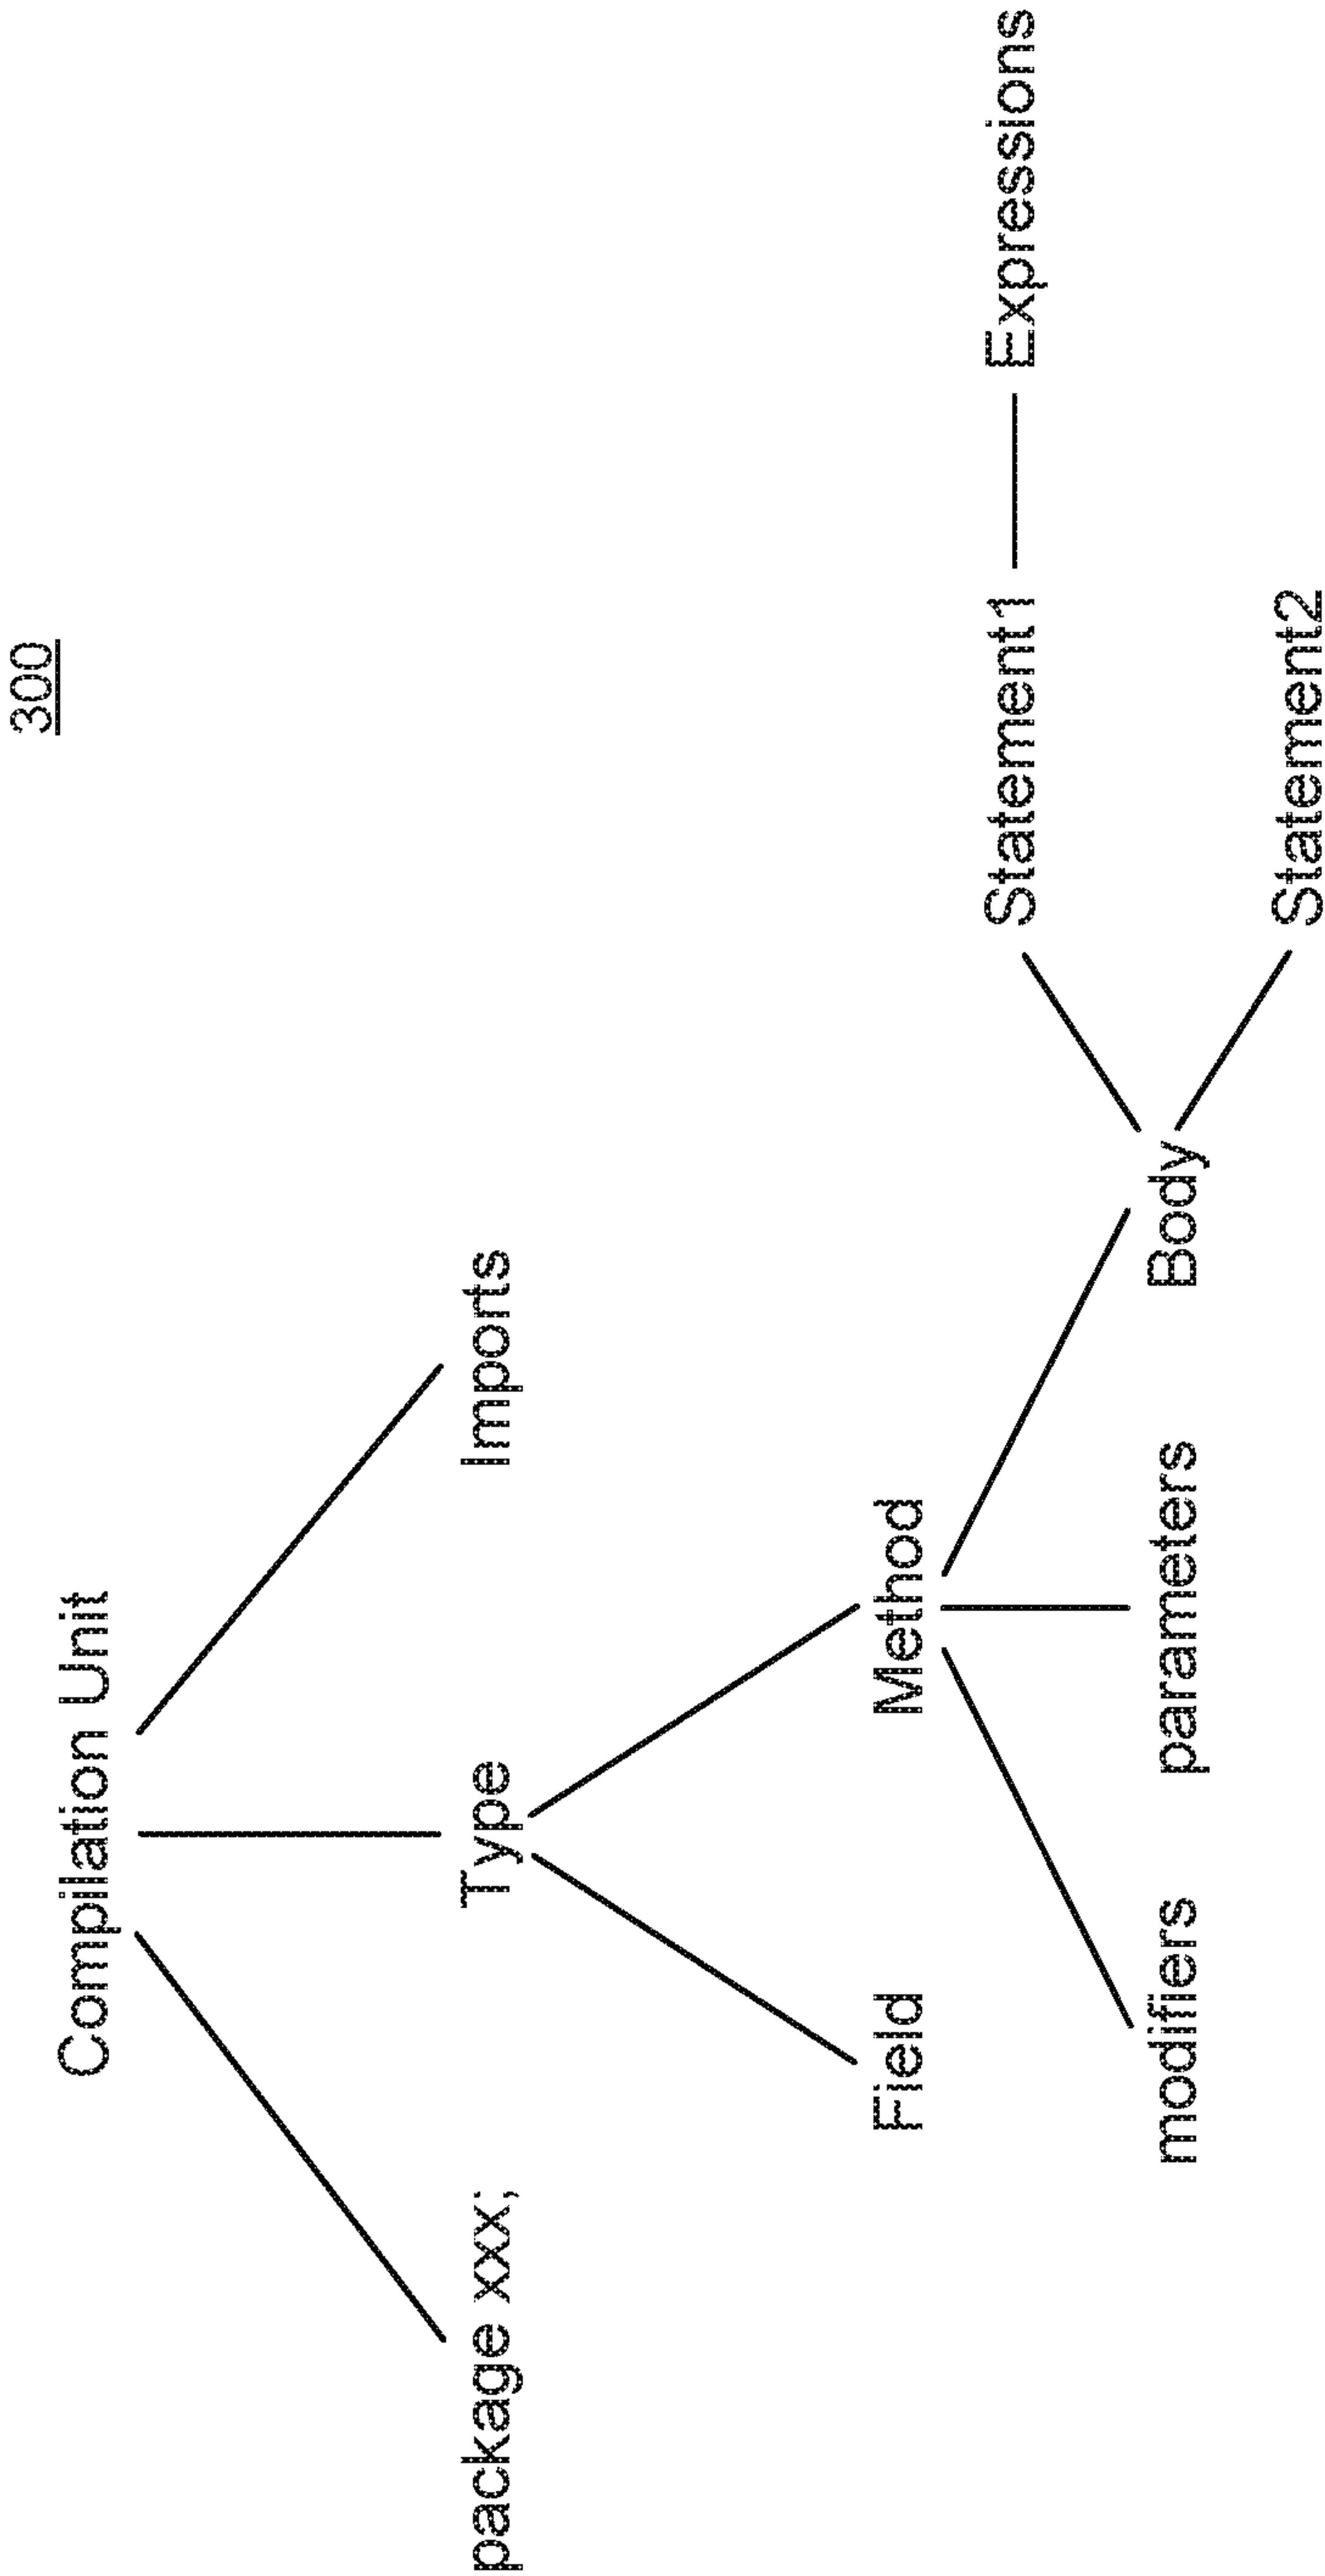 300
Compilation Unit
package xxx;
Type
Imports
Field
Method
modifiers
parameters
Body
Statement1
Expressions
Statement2